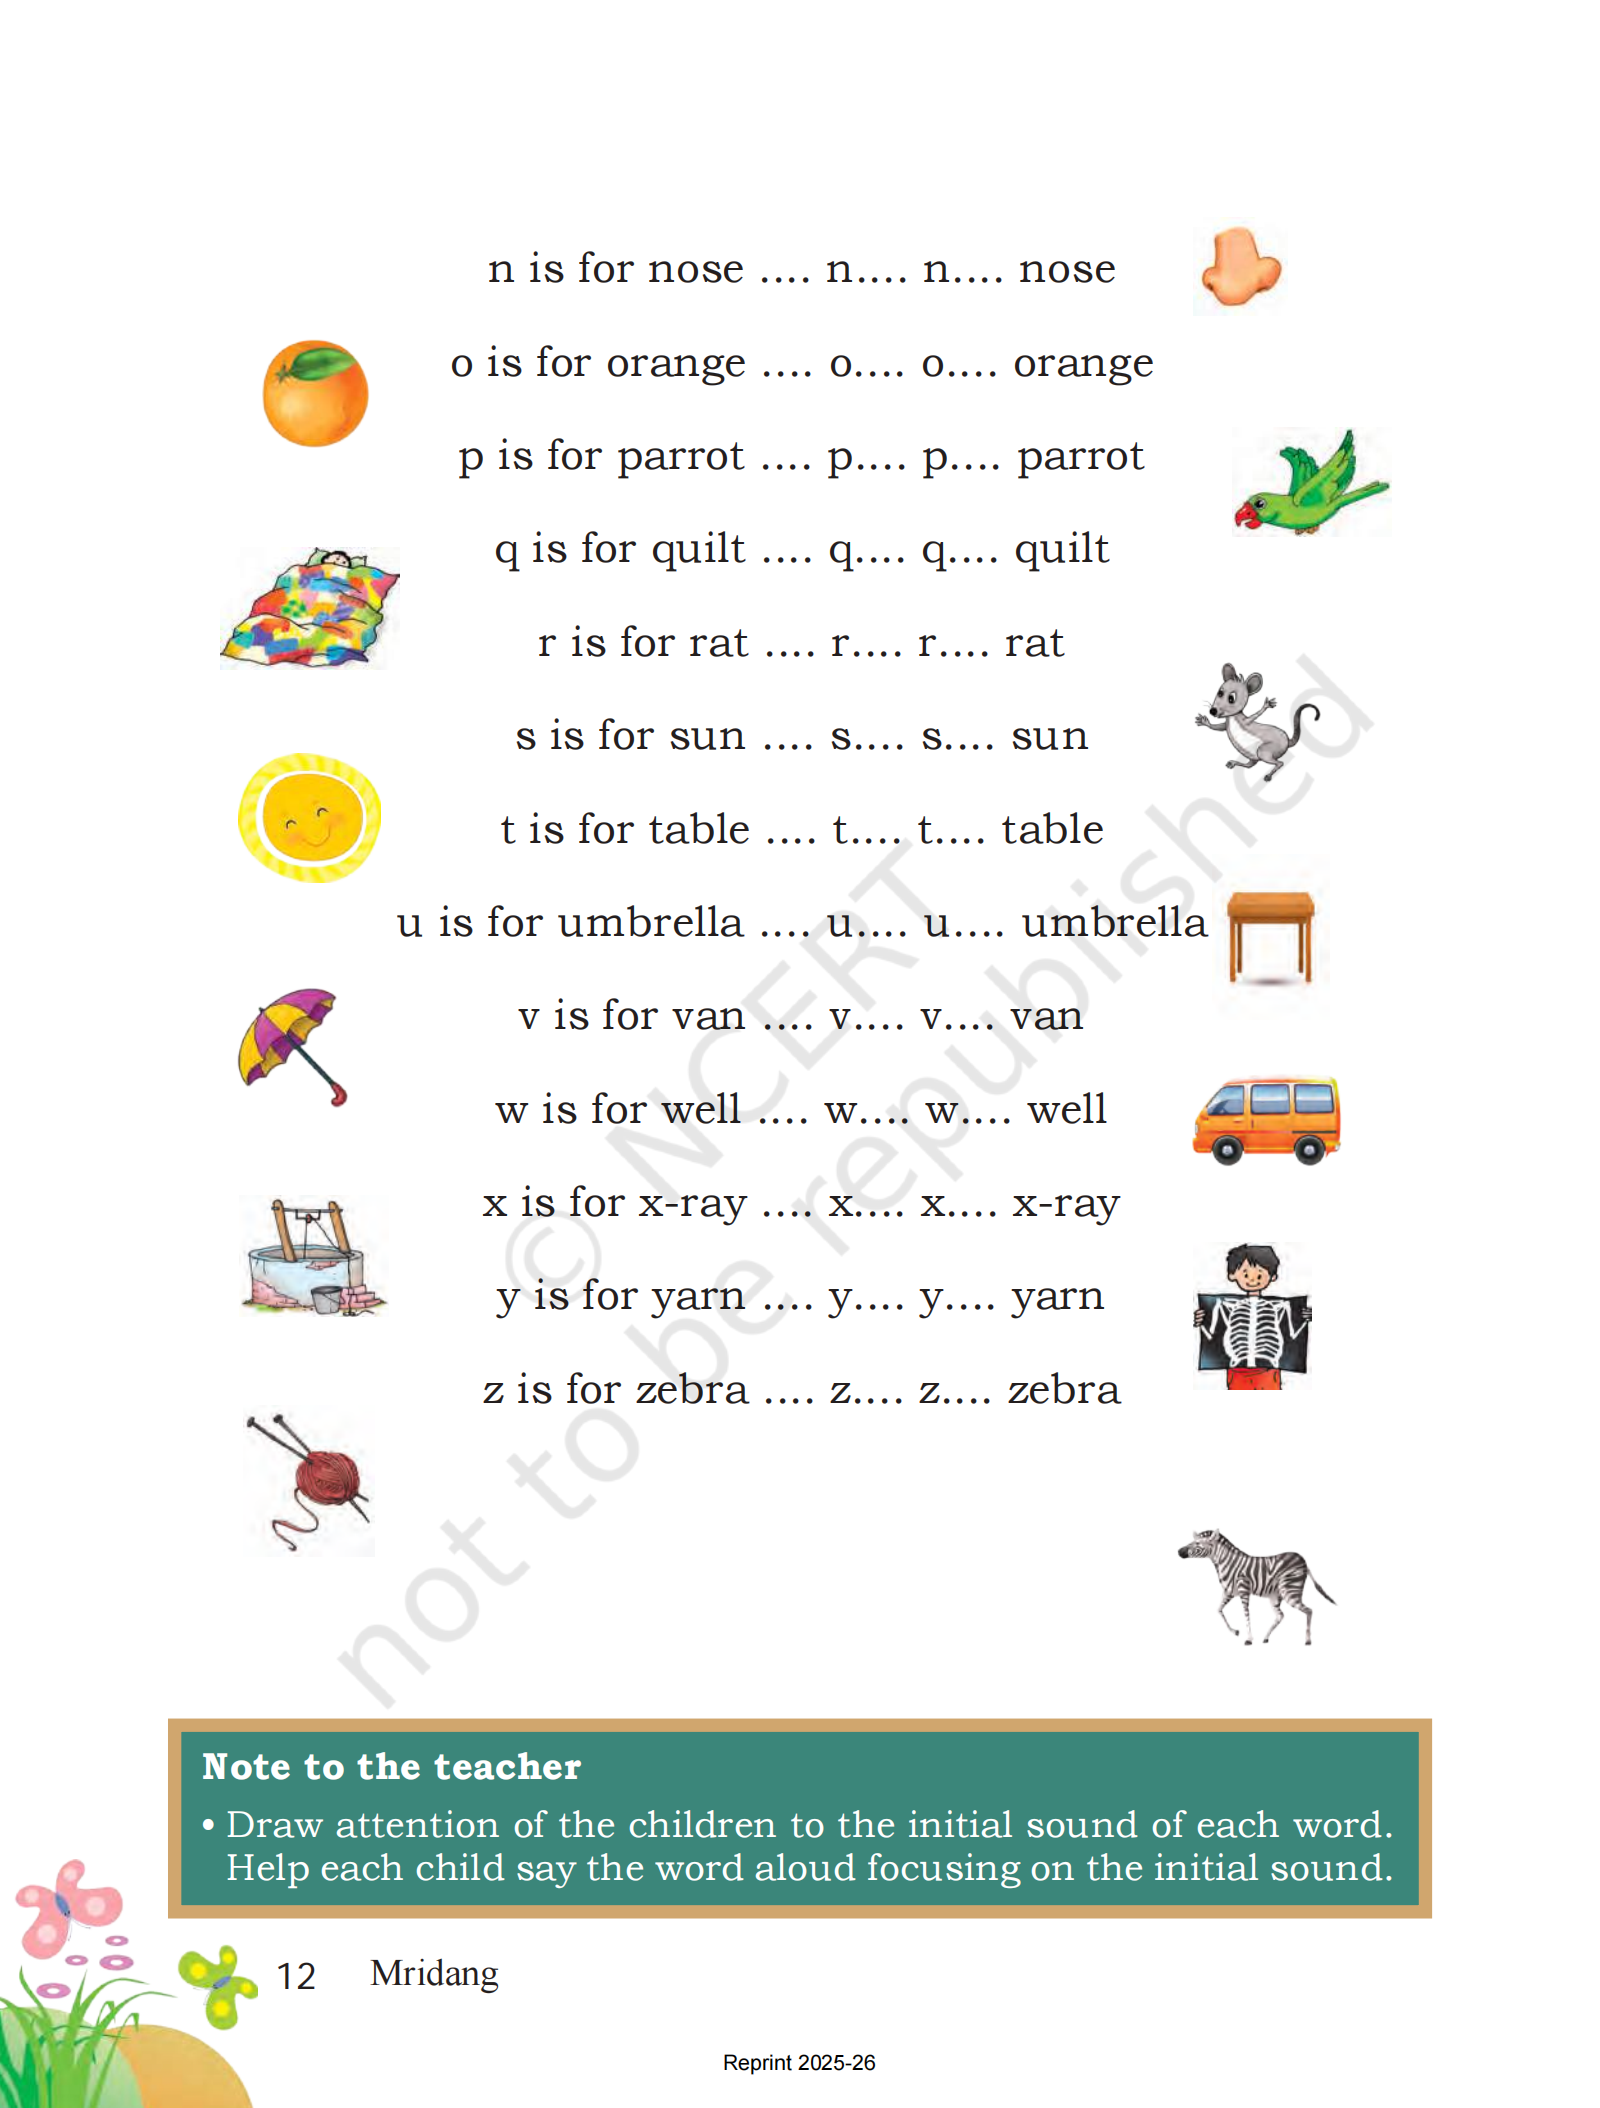 n is for nose .... n.... n.... nose
o is for orange .... o.... o.... orange
p is for parrot .... p.... p.... parrot
q is for quilt .... q.... q.... quilt
r is for rat .... r.... r.... rat
s is for sun .... s.... s.... sun
t is for table .... t.... t.... table
u is for umbrella .... u.... u.... umbrella
v is for van .... v.... v.... van
w is for well .... w.... w.... well
x is for x-ray .... x.... x.... x-ray
y is for yarn .... y.... y.... yarn
z is for zebra .... z.... z.... zebra
© NCERT
not to be republished
Note to the teacher
• Draw attention of the children to the initial sound of each word.
Help each child say the word aloud focusing on the initial sound.
12 Mridang
Reprint 2025-26